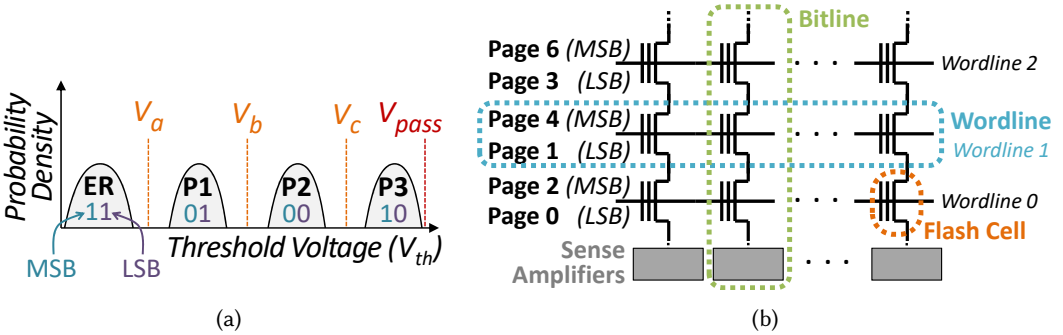 Probability
Density
V_a
V_b
V_c
V_pass
ER
11
P1
01
P2
00
P3
10
Threshold Voltage (V_th)
MSB
LSB
(a)
Bitline
Page 6 (MSB)
Page 3 (LSB)
. . .
Wordline 2
Page 4 (MSB)
Page 1 (LSB)
. . .
Wordline
Wordline 1
Page 2 (MSB)
Page 0 (LSB)
. . .
Wordline 0
Flash Cell
Sense
Amplifiers
. . .
(b)